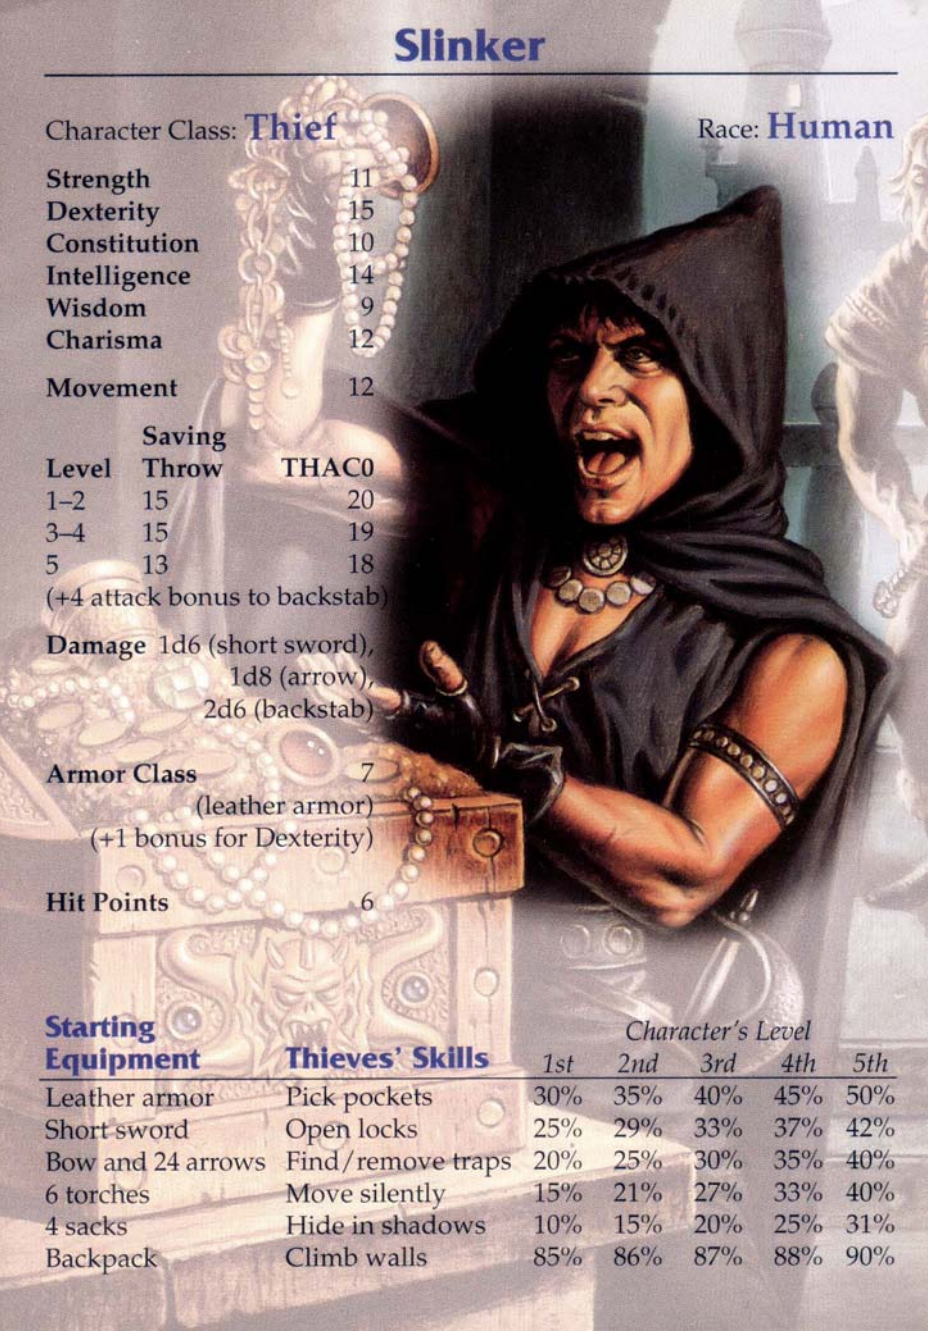 Slinker
Character Class: Thief
Race: Human
Strength 11
Dexterity 15
Constitution 10
Intelligence 14
Wisdom 9
Charisma 12
Movement 12
Saving
Level Throw THAC0
1–2 15 20
3–4 15 19
5 13 18
(+4 attack bonus to backstab)
Damage 1d6 (short sword),
1d8 (arrow),
2d6 (backstab)
Armor Class 7
(leather armor)
(+1 bonus for Dexterity)
Hit Points 6
Starting
Equipment
Leather armor
Short sword
Bow and 24 arrows
6 torches
4 sacks
Backpack
Character's Level
Thieves' Skills 1st 2nd 3rd 4th 5th
Pick pockets 30% 35% 40% 45% 50%
Open locks 25% 29% 33% 37% 42%
Find/remove traps 20% 25% 30% 35% 40%
Move silently 15% 21% 27% 33% 40%
Hide in shadows 10% 15% 20% 25% 31%
Climb walls 85% 86% 87% 88% 90%